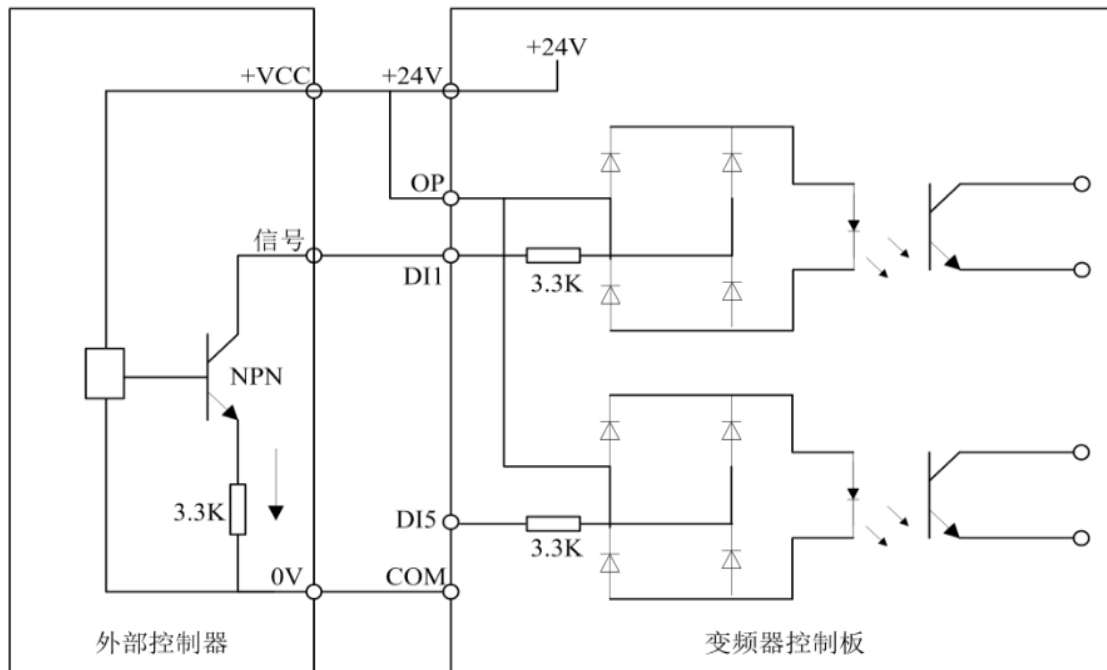 +24V
+VCC
+24V
OP
信号
DI1
3.3K
NPN
3.3K
DI5
3.3K
0V
COM
外部控制器
变频器控制板